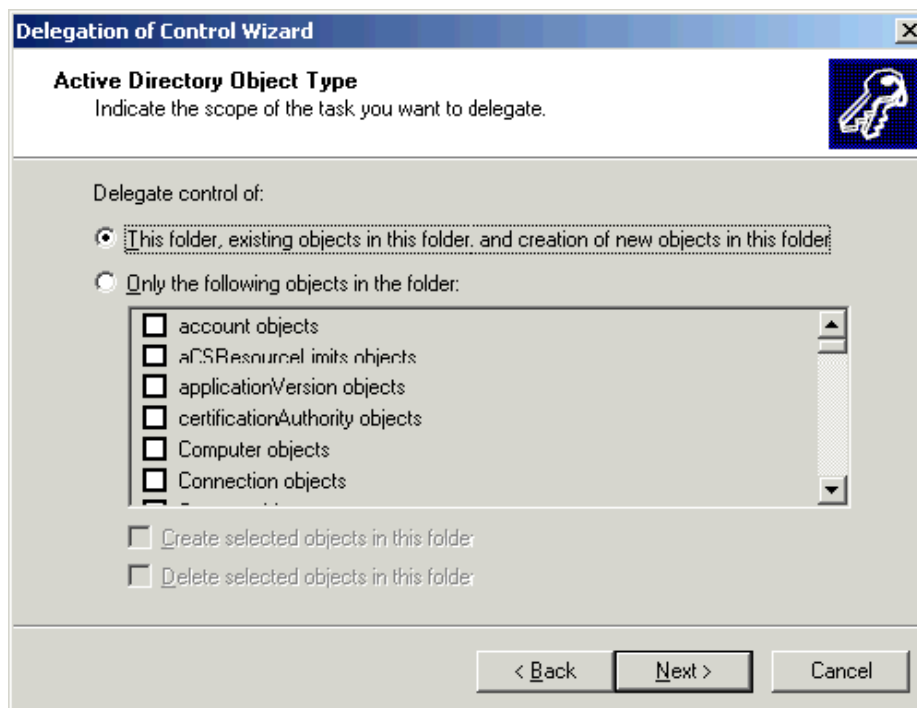 Delegation of Control Wizard
Active Directory Object Type
Indicate the scope of the task you want to delegate.
Delegate control of:
This folder, existing objects in this folder, and creation of new objects in this folder
Only the following objects in the folder:
account objects
aCSResourceLimits objects
applicationVersion objects
certificationAuthority objects
Computer objects
Connection objects
Create selected objects in this folder
Delete selected objects in this folder
< Back Next > Cancel